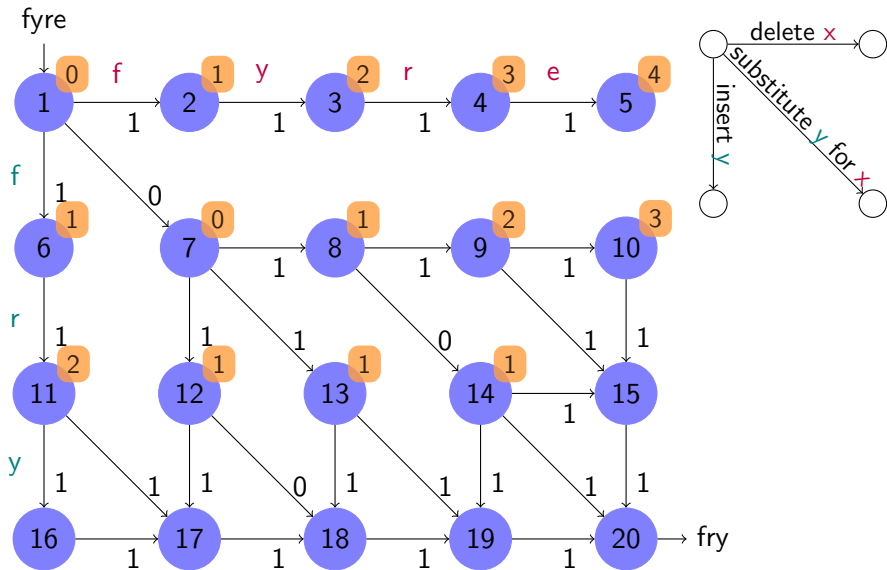 fyre
0 f 1 y 2 r 3 e 4
1 2 3 4 5
1 1 1 1
delete x
substitute y for x
insert y
f 1 0
1 0 1 2 3
6 7 8 9 10
1 1 1
r 1 1 1 0 1 1
2 1 1 1
11 12 13 14 15
1
y 1 1 1 0 1 1 1 1 1
16 17 18 19 20 fry
1 1 1 1